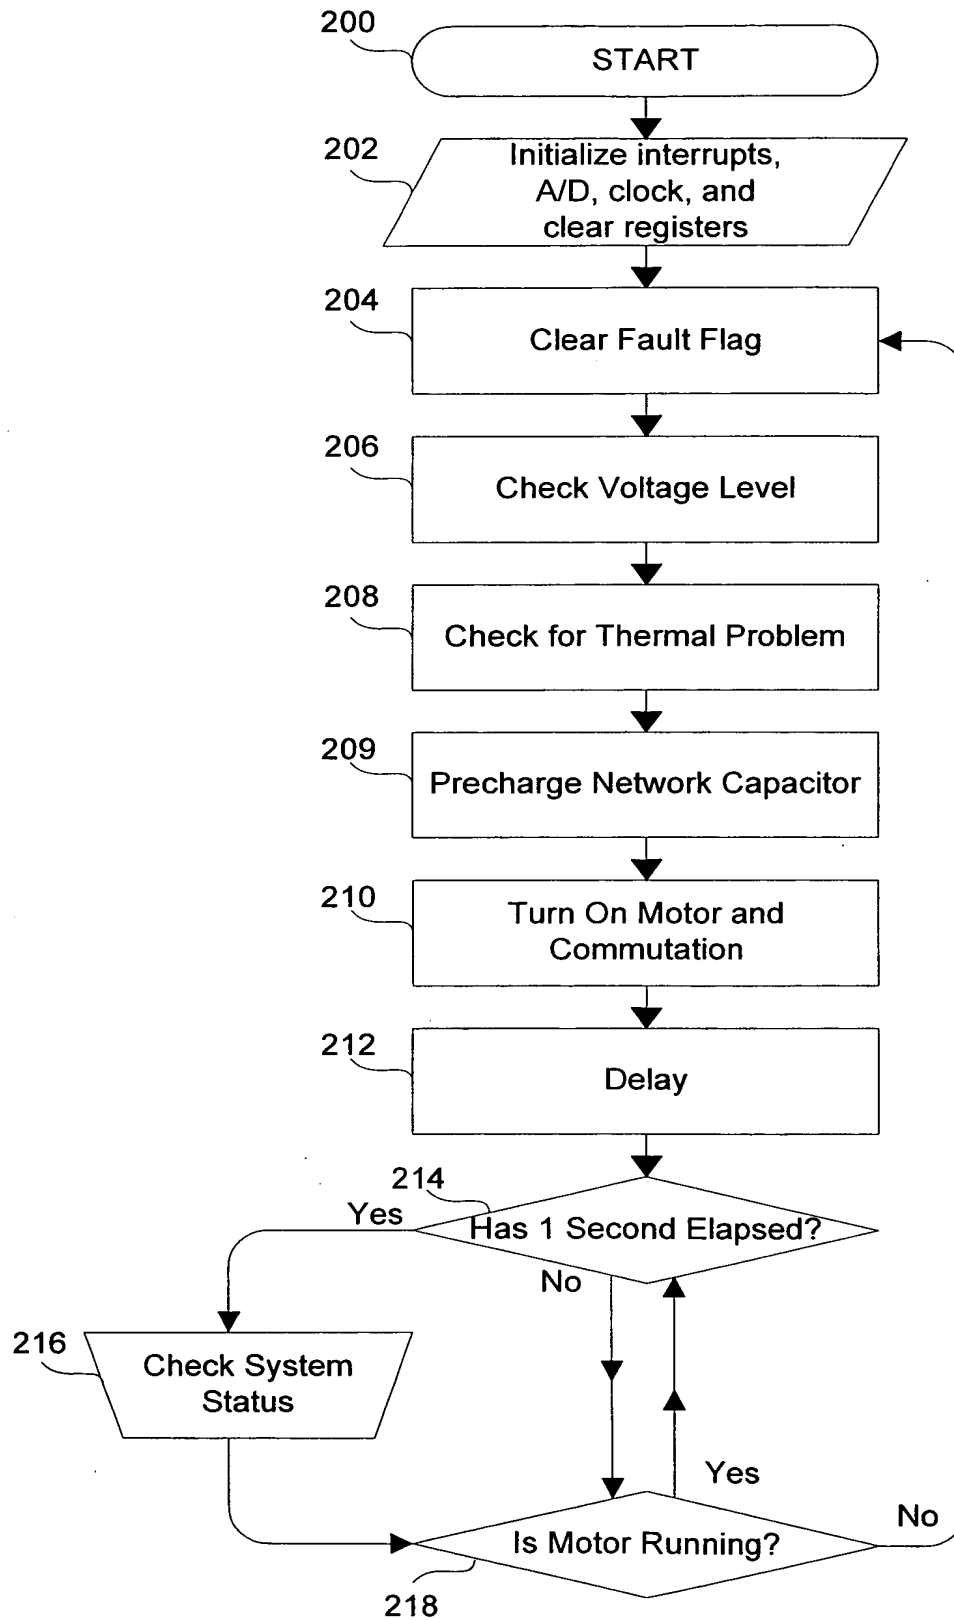 200
START
202
Initialize interrupts,
A/D, clock, and
clear registers
204
Clear Fault Flag
206
Check Voltage Level
208
Check for Thermal Problem
209
Precharge Network Capacitor
210
Turn On Motor and
Commutation
212
Delay
214
Yes
Has 1 Second Elapsed?
No
216
Check System
Status
Yes
No
Is Motor Running?
218